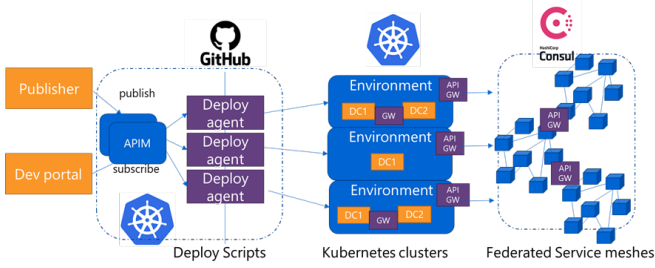 GitHub
HashiCorp
Consul
Publisher
publish
Dev portal
APIM
subscribe
Deploy
agent
Deploy
agent
Deploy
agent
Environment
API
GW
DC1
GW
DC2
Environment
API
GW
DC1
Environment
API
GW
DC1
GW
DC2
API
GW
API
GW
Deploy Scripts
Kubernetes clusters
Federated Service meshes